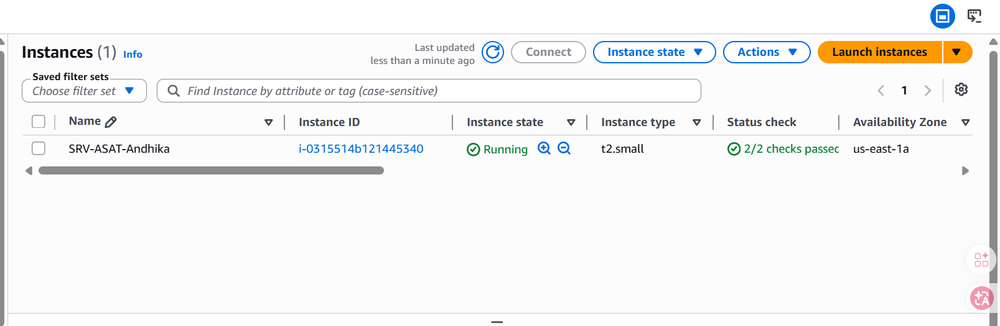 Instances (1) Info
Last updated
less than a minute ago
Connect
Instance state
Actions
Launch instances
Saved filter sets
Choose filter set
Find Instance by attribute or tag (case-sensitive)
1
Name Instance ID Instance state Instance type Status check Availability Zone
SRV-ASAT-Andhika i-0315514b121445340 Running t2.small 2/2 checks passec us-east-1a